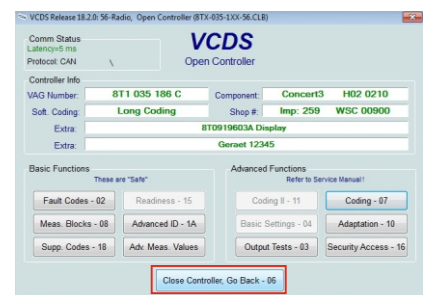 VCDS Release 18.2.0: 56-Radio, Open Controller (8TX-035-1XX-56.CLB)
Comm Status
Latency=5 ms
Protocol: CAN \
VCDS
Open Controller
Controller Info
VAG Number: 8T1 035 186 C Component: Concert3 H02 0210
Soft. Coding: Long Coding Shop #: Imp: 259 WSC 00900
Extra: 8T0919603A Display
Extra: Geraet 12345
Basic Functions
These are "Safe"
Fault Codes - 02 Readiness - 15
Meas. Blocks - 08 Advanced ID - 1A
Supp. Codes - 18 Adv. Meas. Values
Advanced Functions
Refer to Service Manual!
Coding II - 11 Coding - 07
Basic Settings - 04 Adaptation - 10
Output Tests - 03 Security Access - 16
Close Controller, Go Back - 06